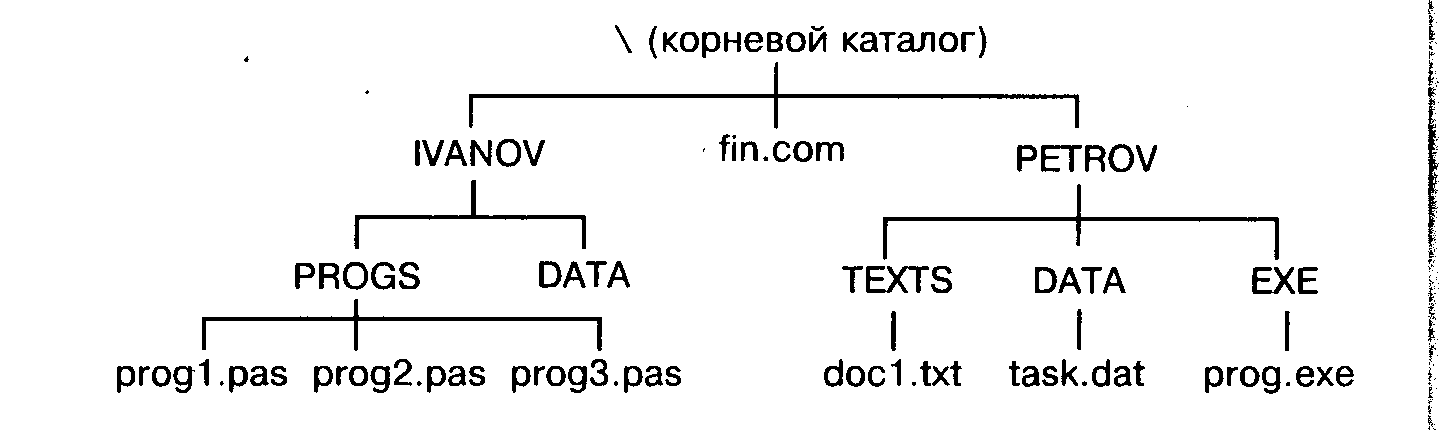 \ (корневой каталог)
IVANOV fin.com PETROV
PROGS DATA TEXTS DATA EXE
prog1.pas prog2.pas prog3.pas doc1.txt task.dat prog.exe